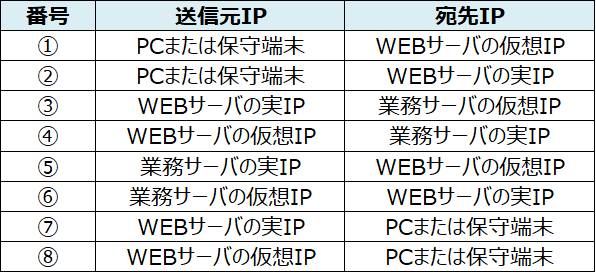 番号 送信元IP 宛先IP
① PCまたは保守端末 WEBサーバの仮想IP
② PCまたは保守端末 WEBサーバの実IP
③ WEBサーバの実IP 業務サーバの仮想IP
④ WEBサーバの仮想IP 業務サーバの実IP
⑤ 業務サーバの実IP WEBサーバの仮想IP
⑥ 業務サーバの仮想IP WEBサーバの実IP
⑦ WEBサーバの実IP PCまたは保守端末
⑧ WEBサーバの仮想IP PCまたは保守端末